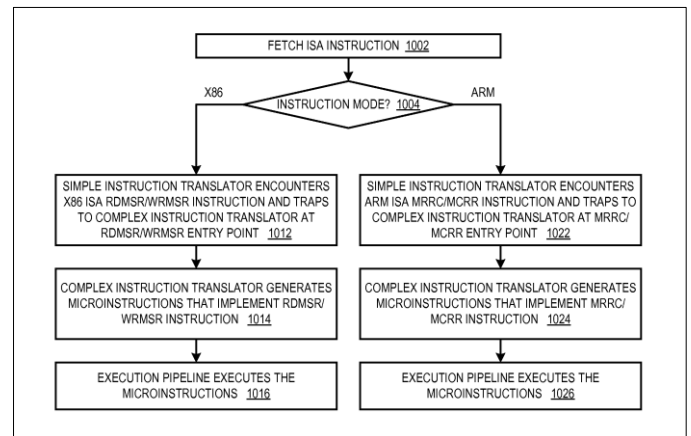 FETCH ISA INSTRUCTION 1002
X86
INSTRUCTION MODE? 1004
ARM
SIMPLE INSTRUCTION TRANSLATOR ENCOUNTERS
X86 ISA RDMSR/WRMSR INSTRUCTION AND TRAPS
TO COMPLEX INSTRUCTION TRANSLATOR AT
RDMSR/WRMSR ENTRY POINT 1012
SIMPLE INSTRUCTION TRANSLATOR ENCOUNTERS
ARM ISA MRRC/MCRR INSTRUCTION AND TRAPS TO
COMPLEX INSTRUCTION TRANSLATOR AT MRRC/
MCRR ENTRY POINT 1022
COMPLEX INSTRUCTION TRANSLATOR GENERATES
MICROINSTRUCTIONS THAT IMPLEMENT RDMSR/
WRMSR INSTRUCTION 1014
COMPLEX INSTRUCTION TRANSLATOR GENERATES
MICROINSTRUCTIONS THAT IMPLEMENT MRRC/
MCRR INSTRUCTION 1024
EXECUTION PIPELINE EXECUTES THE
MICROINSTRUCTIONS 1016
EXECUTION PIPELINE EXECUTES THE
MICROINSTRUCTIONS 1026